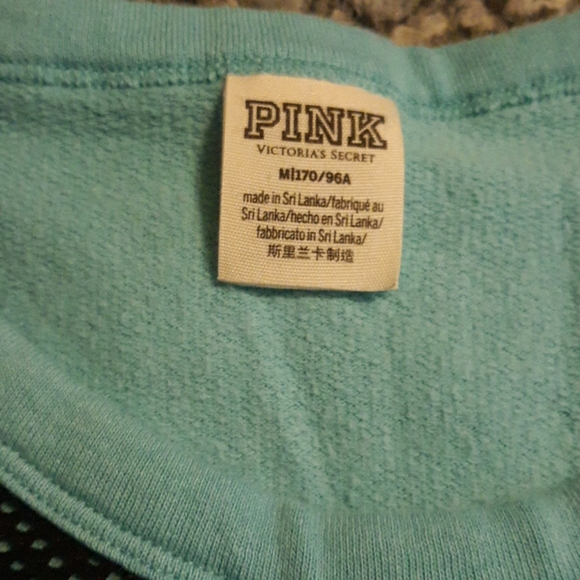 PINK
VICTORIA'S SECRET
M|170/96A
made in Sri Lanka/fabriqué au
Sri Lanka/hecho en Sri Lanka/
fabbricato in Sri Lanka/
斯里兰卡制造